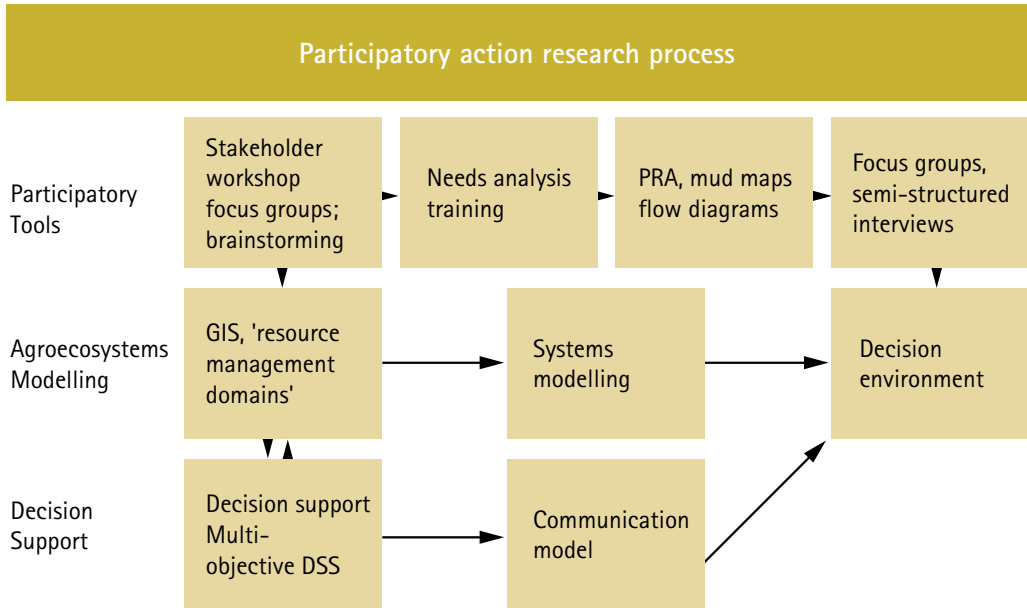 Participatory action research process
Participatory
Tools
Stakeholder
workshop
focus groups;
brainstorming
Needs analysis
training
PRA, mud maps
flow diagrams
Focus groups,
semi-structured
interviews
Agroecosystems
Modelling
GIS, 'resource
management
domains'
Systems
modelling
Decision
environment
Decision
Support
Decision support
Multi-
objective DSS
Communication
model